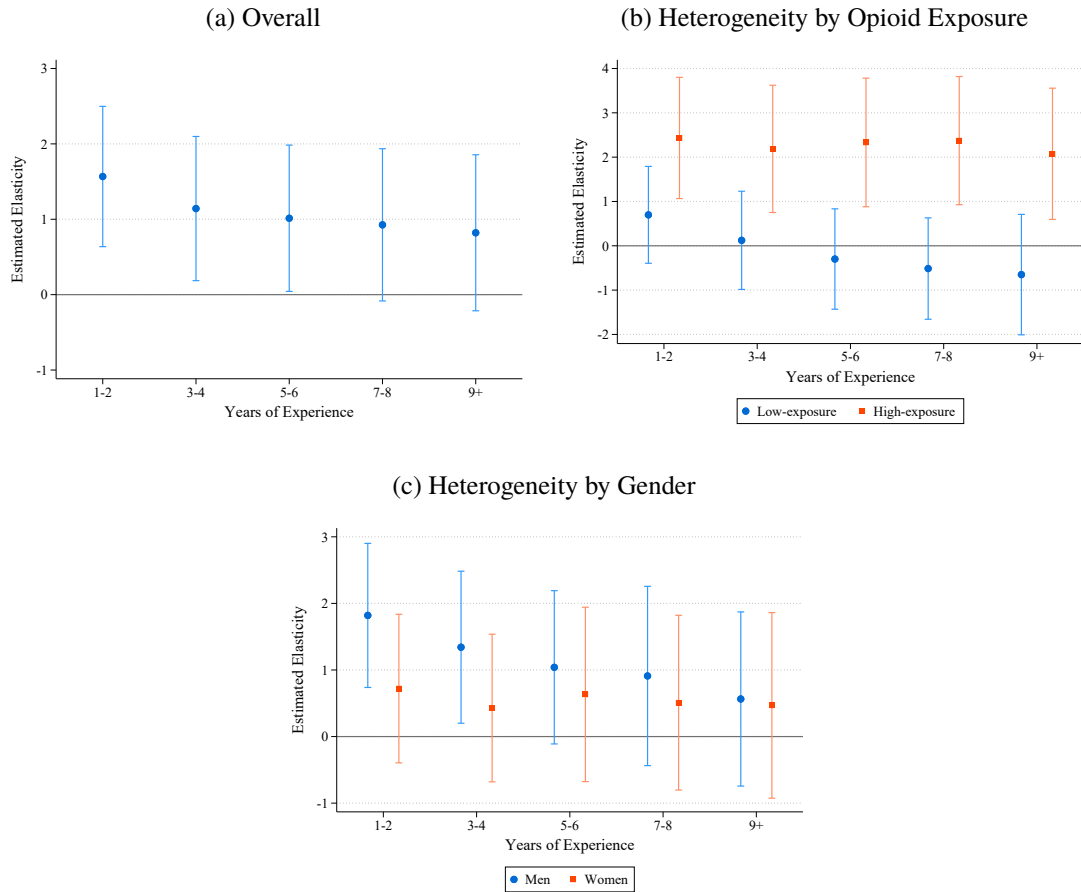 (a) Overall
3
2
1
0
-1
Estimated Elasticity
1-2 3-4 5-6 7-8 9+
Years of Experience
(b) Heterogeneity by Opioid Exposure
4
3
2
1
0
-1
-2
Estimated Elasticity
1-2 3-4 5-6 7-8 9+
Years of Experience
Low-exposure High-exposure
(c) Heterogeneity by Gender
3
2
1
0
-1
Estimated Elasticity
1-2 3-4 5-6 7-8 9+
Years of Experience
Men Women